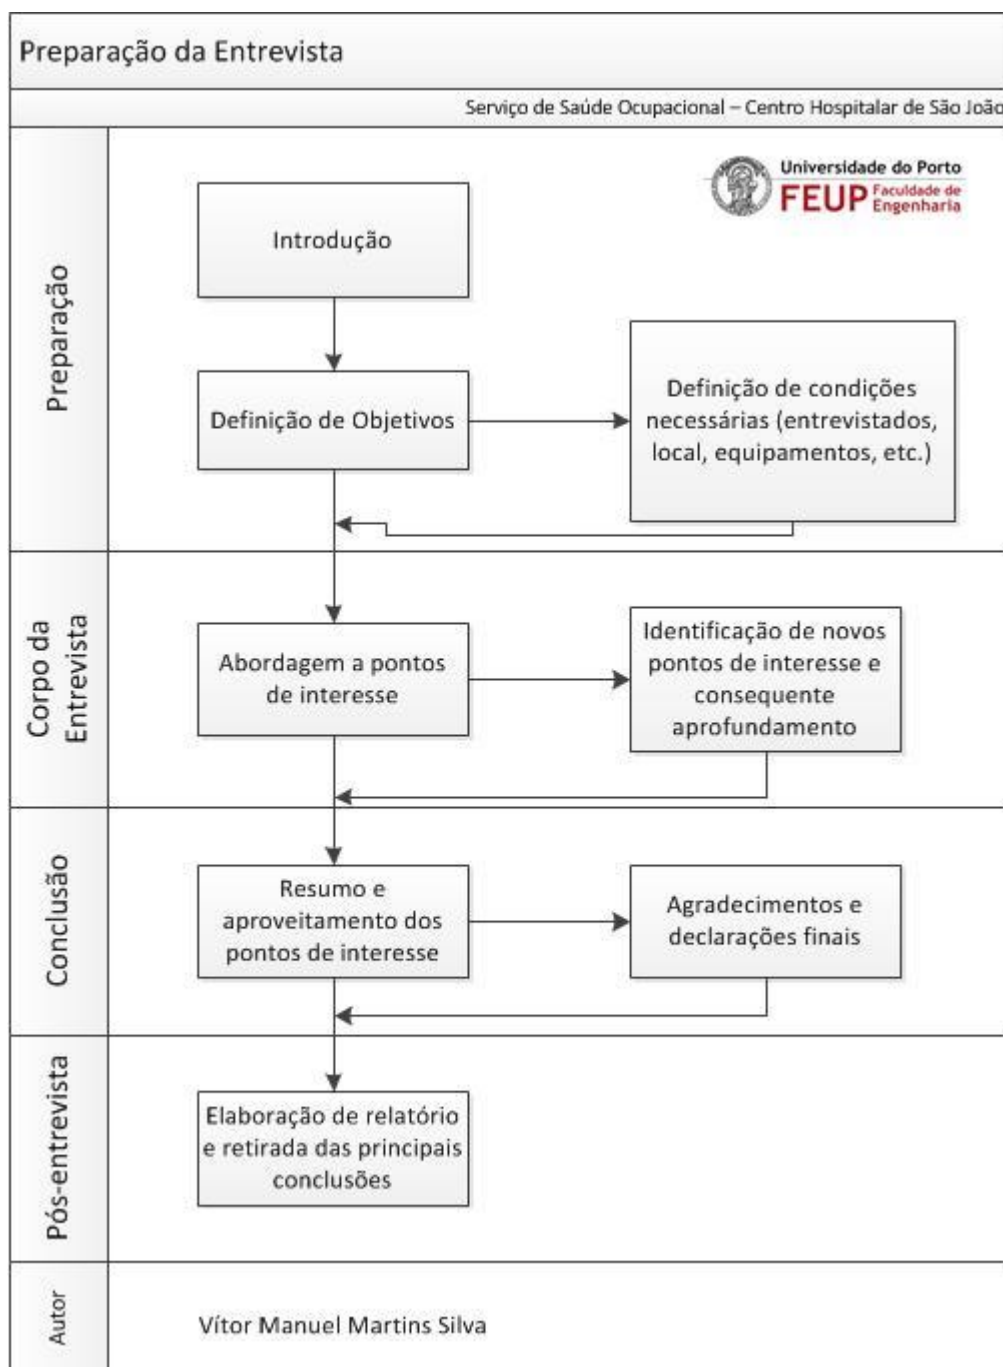 Preparação da Entrevista
Serviço de Saúde Ocupacional – Centro Hospitalar de São João
Universidade do Porto
FEUP
Faculdade de
Engenharia
Preparação
Introdução
Definição de Objetivos
Definição de condições
necessárias (entrevistados,
local, equipamentos, etc.)
Corpo da
Entrevista
Abordagem a pontos
de interesse
Identificação de novos
pontos de interesse e
consequente
aprofundamento
Conclusão
Resumo e
aproveitamento dos
pontos de interesse
Agradecimentos e
declarações finais
Pós-entrevista
Elaboração de relatório
e retirada das principais
conclusões
Autor
Vítor Manuel Martins Silva